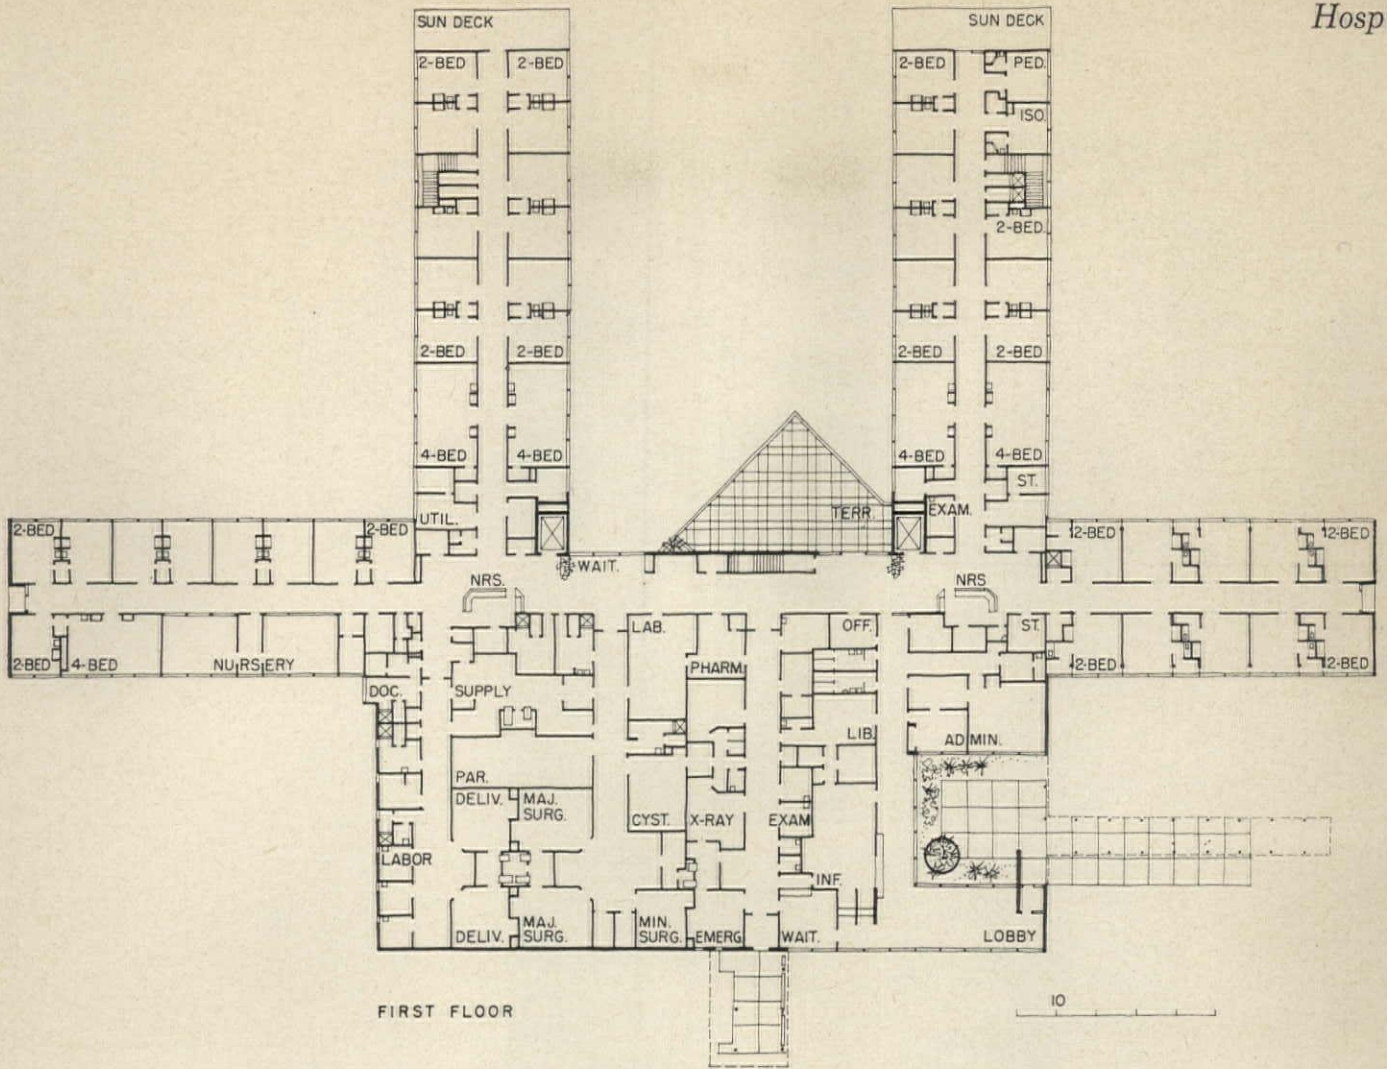 Hosp
SUN DECK
SUN DECK
2-BED
2-BED
2-BED
PED.
ISO.
2-BED.
2-BED
2-BED
2-BED
2-BED
4-BED
4-BED
4-BED
4-BED
ST.
UTIL.
TERR.
EXAM.
2-BED
2-BED
2-BED
2-BED
WAIT.
NRS.
NRS
LAB.
OFF.
ST.
2-BED
4-BED
NURSERY
PHARM.
2-BED
2-BED
DOC.
SUPPLY
LIB.
ADMIN.
PAR.
DELIV.
MAJ.
SURG.
CYST.
X-RAY
EXAM
LABOR
INF.
DELIV.
MAJ.
SURG.
MIN.
SURG.
EMERG.
WAIT.
LOBBY
FIRST FLOOR
10